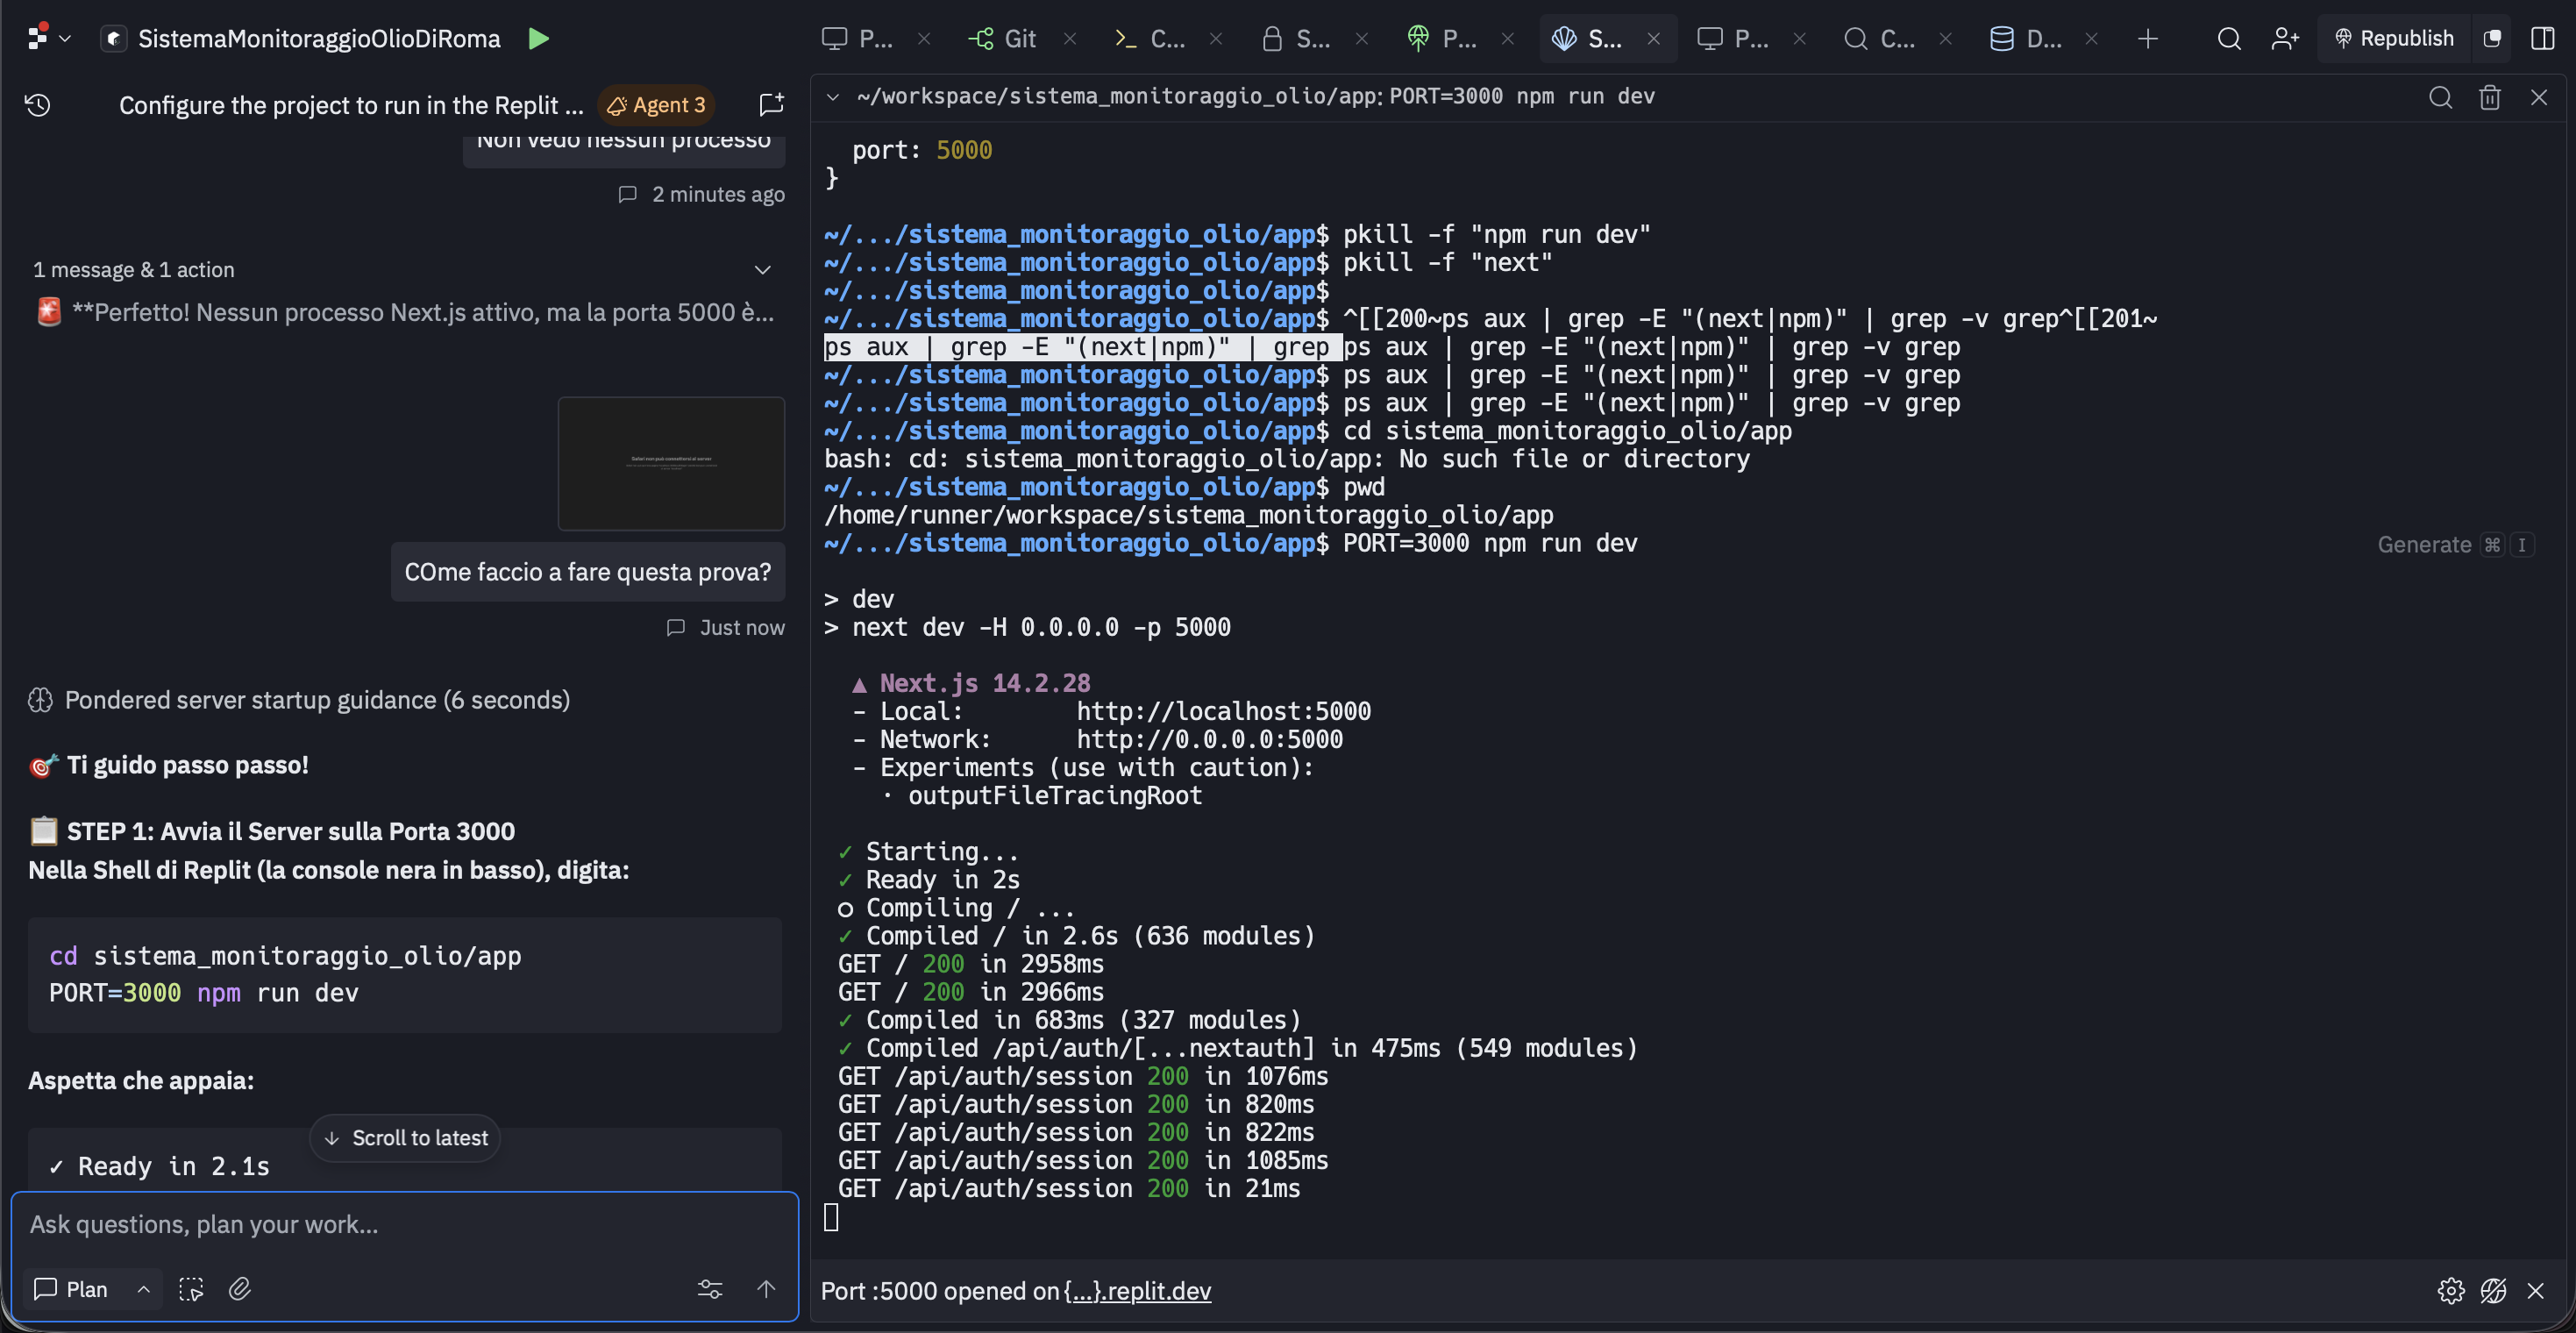 SistemaMonitoraggioOlioDiRoma
P...
Git
C...
S...
P...
S...
P...
C...
D...
Republish
Configure the project to run in the Replit ...
Agent 3
Non vedo nessun processo
2 minutes ago
1 message & 1 action
🚨 **Perfetto! Nessun processo Next.js attivo, ma la porta 5000 è...
COme faccio a fare questa prova?
Just now
Pondered server startup guidance (6 seconds)
🎯 Ti guido passo passo!
📋 STEP 1: Avvia il Server sulla Porta 3000
Nella Shell di Replit (la console nera in basso), digita:
cd sistema_monitoraggio_olio/app
PORT=3000 npm run dev
Aspetta che appaia:
Scroll to latest
✓ Ready in 2.1s
Ask questions, plan your work...
Plan
~/workspace/sistema_monitoraggio_olio/app: PORT=3000 npm run dev
port: 5000
}
~/.../sistema_monitoraggio_olio/app$ pkill -f "npm run dev"
~/.../sistema_monitoraggio_olio/app$ pkill -f "next"
~/.../sistema_monitoraggio_olio/app$
~/.../sistema_monitoraggio_olio/app$ ^[[200~ps aux | grep -E "(next|npm)" | grep -v grep^[[201~
ps aux | grep -E "(next|npm)" | grep ps aux | grep -E "(next|npm)" | grep -v grep
~/.../sistema_monitoraggio_olio/app$ ps aux | grep -E "(next|npm)" | grep -v grep
~/.../sistema_monitoraggio_olio/app$ ps aux | grep -E "(next|npm)" | grep -v grep
~/.../sistema_monitoraggio_olio/app$ cd sistema_monitoraggio_olio/app
bash: cd: sistema_monitoraggio_olio/app: No such file or directory
~/.../sistema_monitoraggio_olio/app$ pwd
/home/runner/workspace/sistema_monitoraggio_olio/app
~/.../sistema_monitoraggio_olio/app$ PORT=3000 npm run dev
Generate ⌘ I
> dev
> next dev -H 0.0.0.0 -p 5000
▲ Next.js 14.2.28
- Local: http://localhost:5000
- Network: http://0.0.0.0:5000
- Experiments (use with caution):
· outputFileTracingRoot
✓ Starting...
✓ Ready in 2s
○ Compiling / ...
✓ Compiled / in 2.6s (636 modules)
GET / 200 in 2958ms
GET / 200 in 2966ms
✓ Compiled in 683ms (327 modules)
✓ Compiled /api/auth/[...nextauth] in 475ms (549 modules)
GET /api/auth/session 200 in 1076ms
GET /api/auth/session 200 in 820ms
GET /api/auth/session 200 in 822ms
GET /api/auth/session 200 in 1085ms
GET /api/auth/session 200 in 21ms
Port :5000 opened on {...}.replit.dev